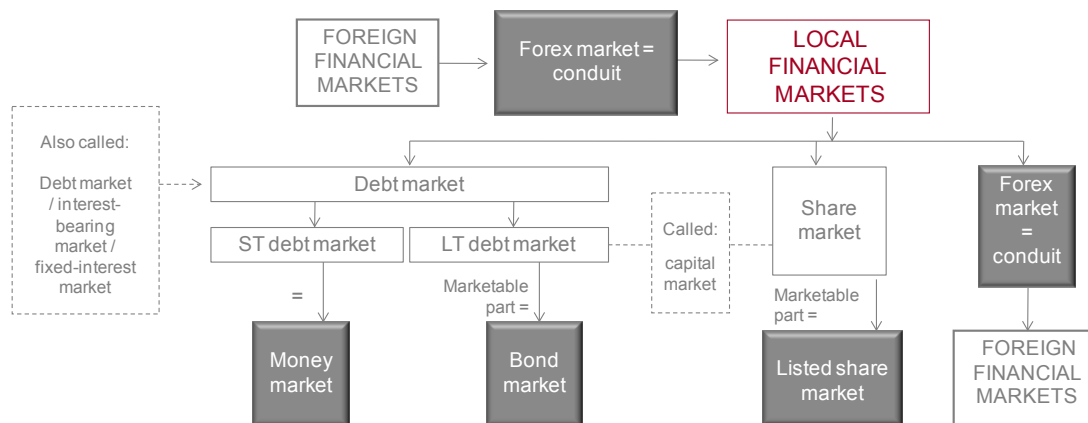 FOREIGN
FINANCIAL
MARKETS
Forex market =
conduit
LOCAL
FINANCIAL
MARKETS
Also called:
Debt market
/ interest-
bearing
market /
fixed-interest
market
Debt market
ST debt market
LT debt market
Called:
capital
market
Share
market
Forex
market
=
conduit
=
Marketable
part =
Marketable
part =
Money
market
Bond
market
Listed share
market
FOREIGN
FINANCIAL
MARKETS